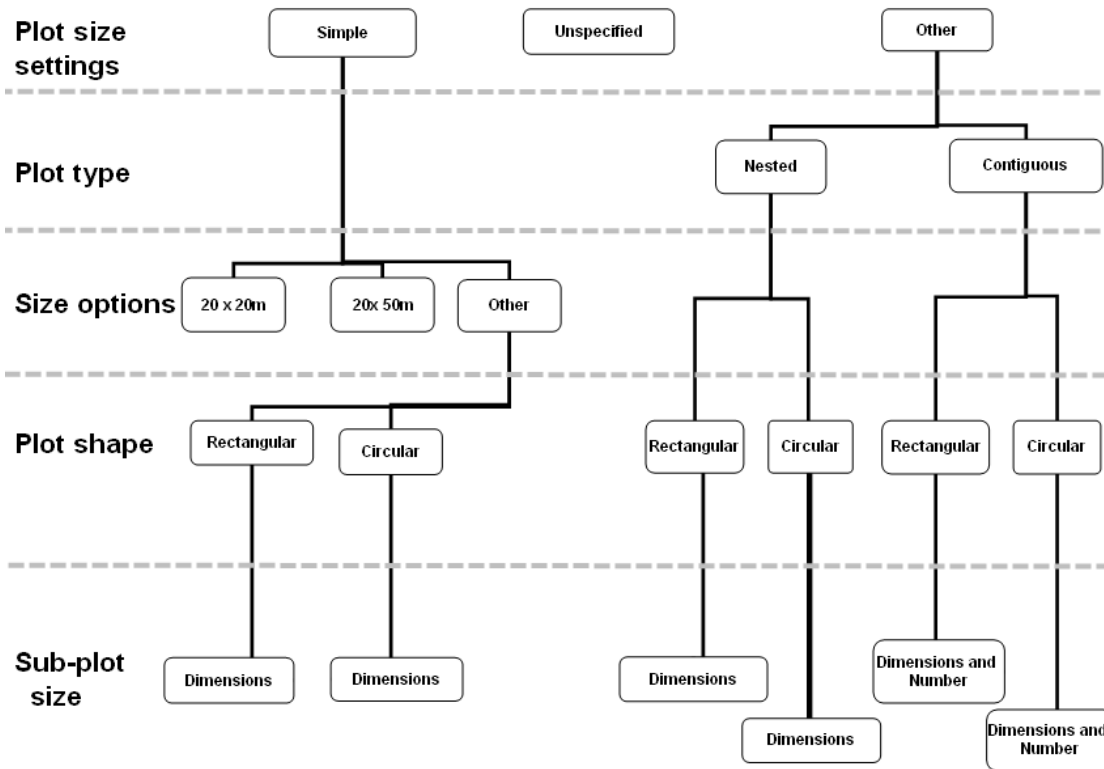 Plot size
settings
Simple
Unspecified
Other
Plot type
Nested
Contiguous
Size options
20 x 20m
20x 50m
Other
Plot shape
Rectangular
Circular
Rectangular
Circular
Rectangular
Circular
Sub-plot
size
Dimensions
Dimensions
Dimensions
Dimensions
Dimensions and
Number
Dimensions and
Number